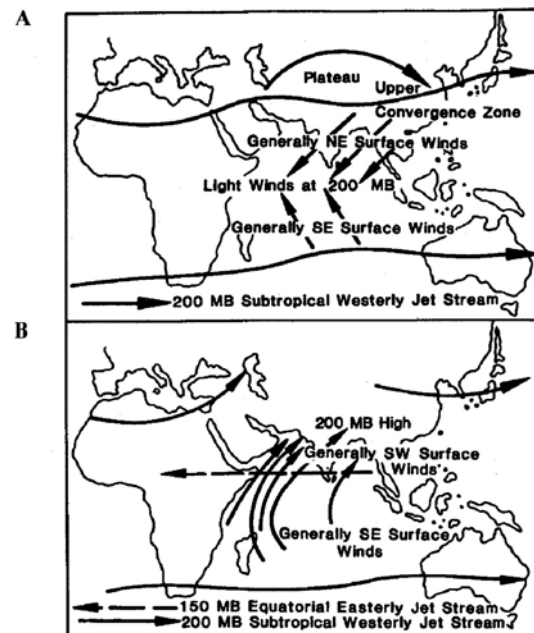 A
Plateau
Upper
Convergence Zone
Generally NE Surface Winds
Light Winds at 200 MB
Generally SE Surface Winds
200 MB Subtropical Westerly Jet Stream
B
200 MB High
Generally SW Surface
Winds
Generally SE Surface
Winds
150 MB Equatorial Easterly Jet Stream
200 MB Subtropical Westerly Jet Stream